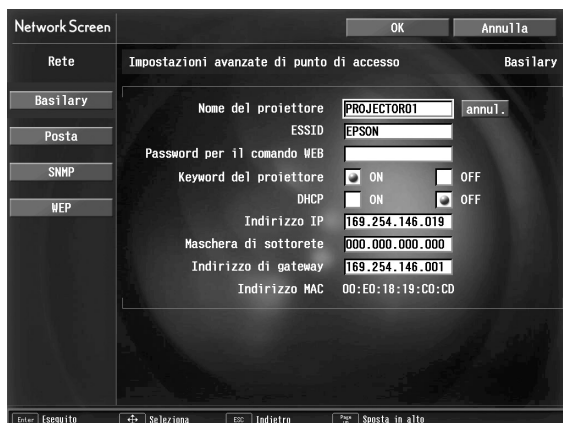 Network Screen
OK
Annulla
Rete
Impostazioni avanzate di punto di accesso
Basilary
Basilary
Posta
SNMP
WEP
Nome del proiettore PROJECTOR01 annul.
ESSID EPSON
Password per il comando WEB
Keyword del proiettore ON OFF
DHCP ON OFF
Indirizzo IP 169.254.146.019
Maschera di sottorete 000.000.000.000
Indirizzo di gateway 169.254.146.001
Indirizzo MAC 00:E0:18:19:C0:CD
Enter Eseguito
Seleziona
ESC Indietro
Page UP Sposta in alto